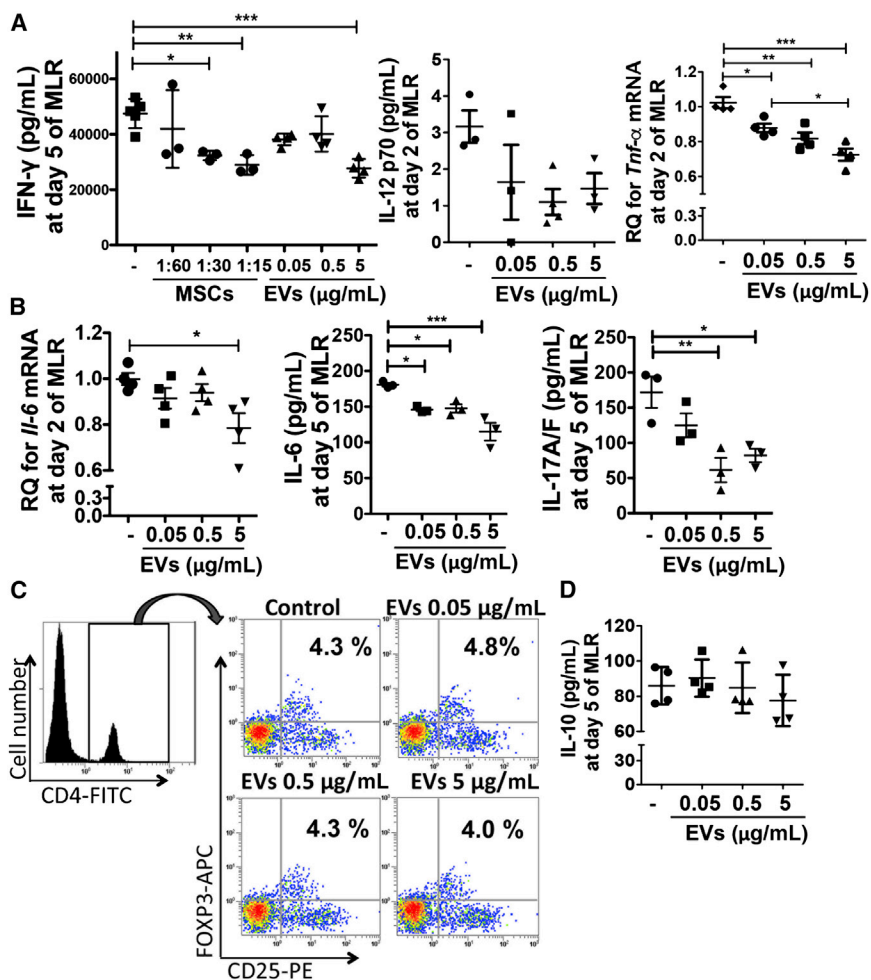 A
IFN-γ (pg/mL)
at day 5 of MLR
60000
40000
20000
0
*
**
***
- 1:60 1:30 1:15 0.05 0.5 5
MSCs EVs (µg/mL)
IL-12 p70 (pg/mL)
at day 2 of MLR
5
4
3
2
1
0
- 0.05 0.5 5
EVs (µg/mL)
RQ for Tnf-α mRNA
at day 2 of MLR
1.2
1.0
0.8
0.6
0.3
0.0
***
**
*
*
- 0.05 0.5 5
EVs (µg/mL)
B
RQ for Il-6 mRNA
at day 2 of MLR
1.2
1.0
0.8
0.6
0.3
0.0
*
- 0.05 0.5 5
EVs (µg/mL)
IL-6 (pg/mL)
at day 5 of MLR
250
200
150
100
50
0
***
*
*
- 0.05 0.5 5
EVs (µg/mL)
IL-17A/F (pg/mL)
at day 5 of MLR
250
200
150
100
50
0
*
**
- 0.05 0.5 5
EVs (µg/mL)
C
Cell number
CD4-FITC
10⁰ 10¹ 10²
Control
4.3 %
EVs 0.05 µg/mL
4.8%
EVs 0.5 µg/mL
4.3 %
EVs 5 µg/mL
4.0 %
FOXP3-APC
CD25-PE
D
IL-10 (pg/mL)
at day 5 of MLR
120
100
80
60
30
0
- 0.05 0.5 5
EVs (µg/mL)